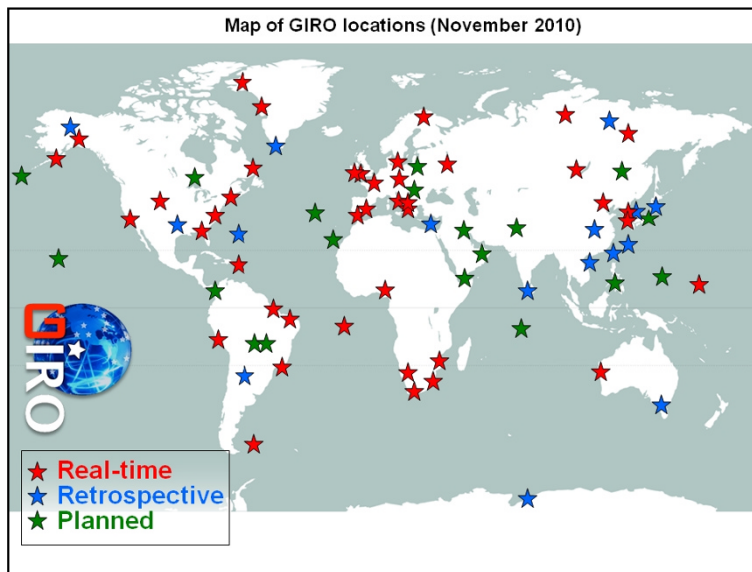 Map of GIRO locations (November 2010)
GIRO
Real-time
Retrospective
Planned